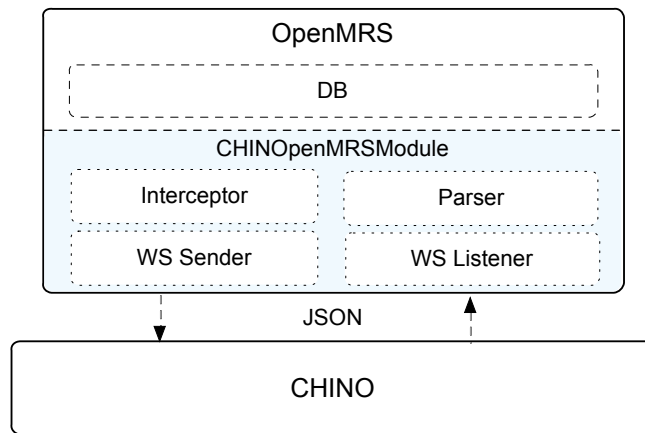 OpenMRS
DB
CHINOpenMRSModule
Interceptor
Parser
WS Sender
WS Listener
JSON
CHINO